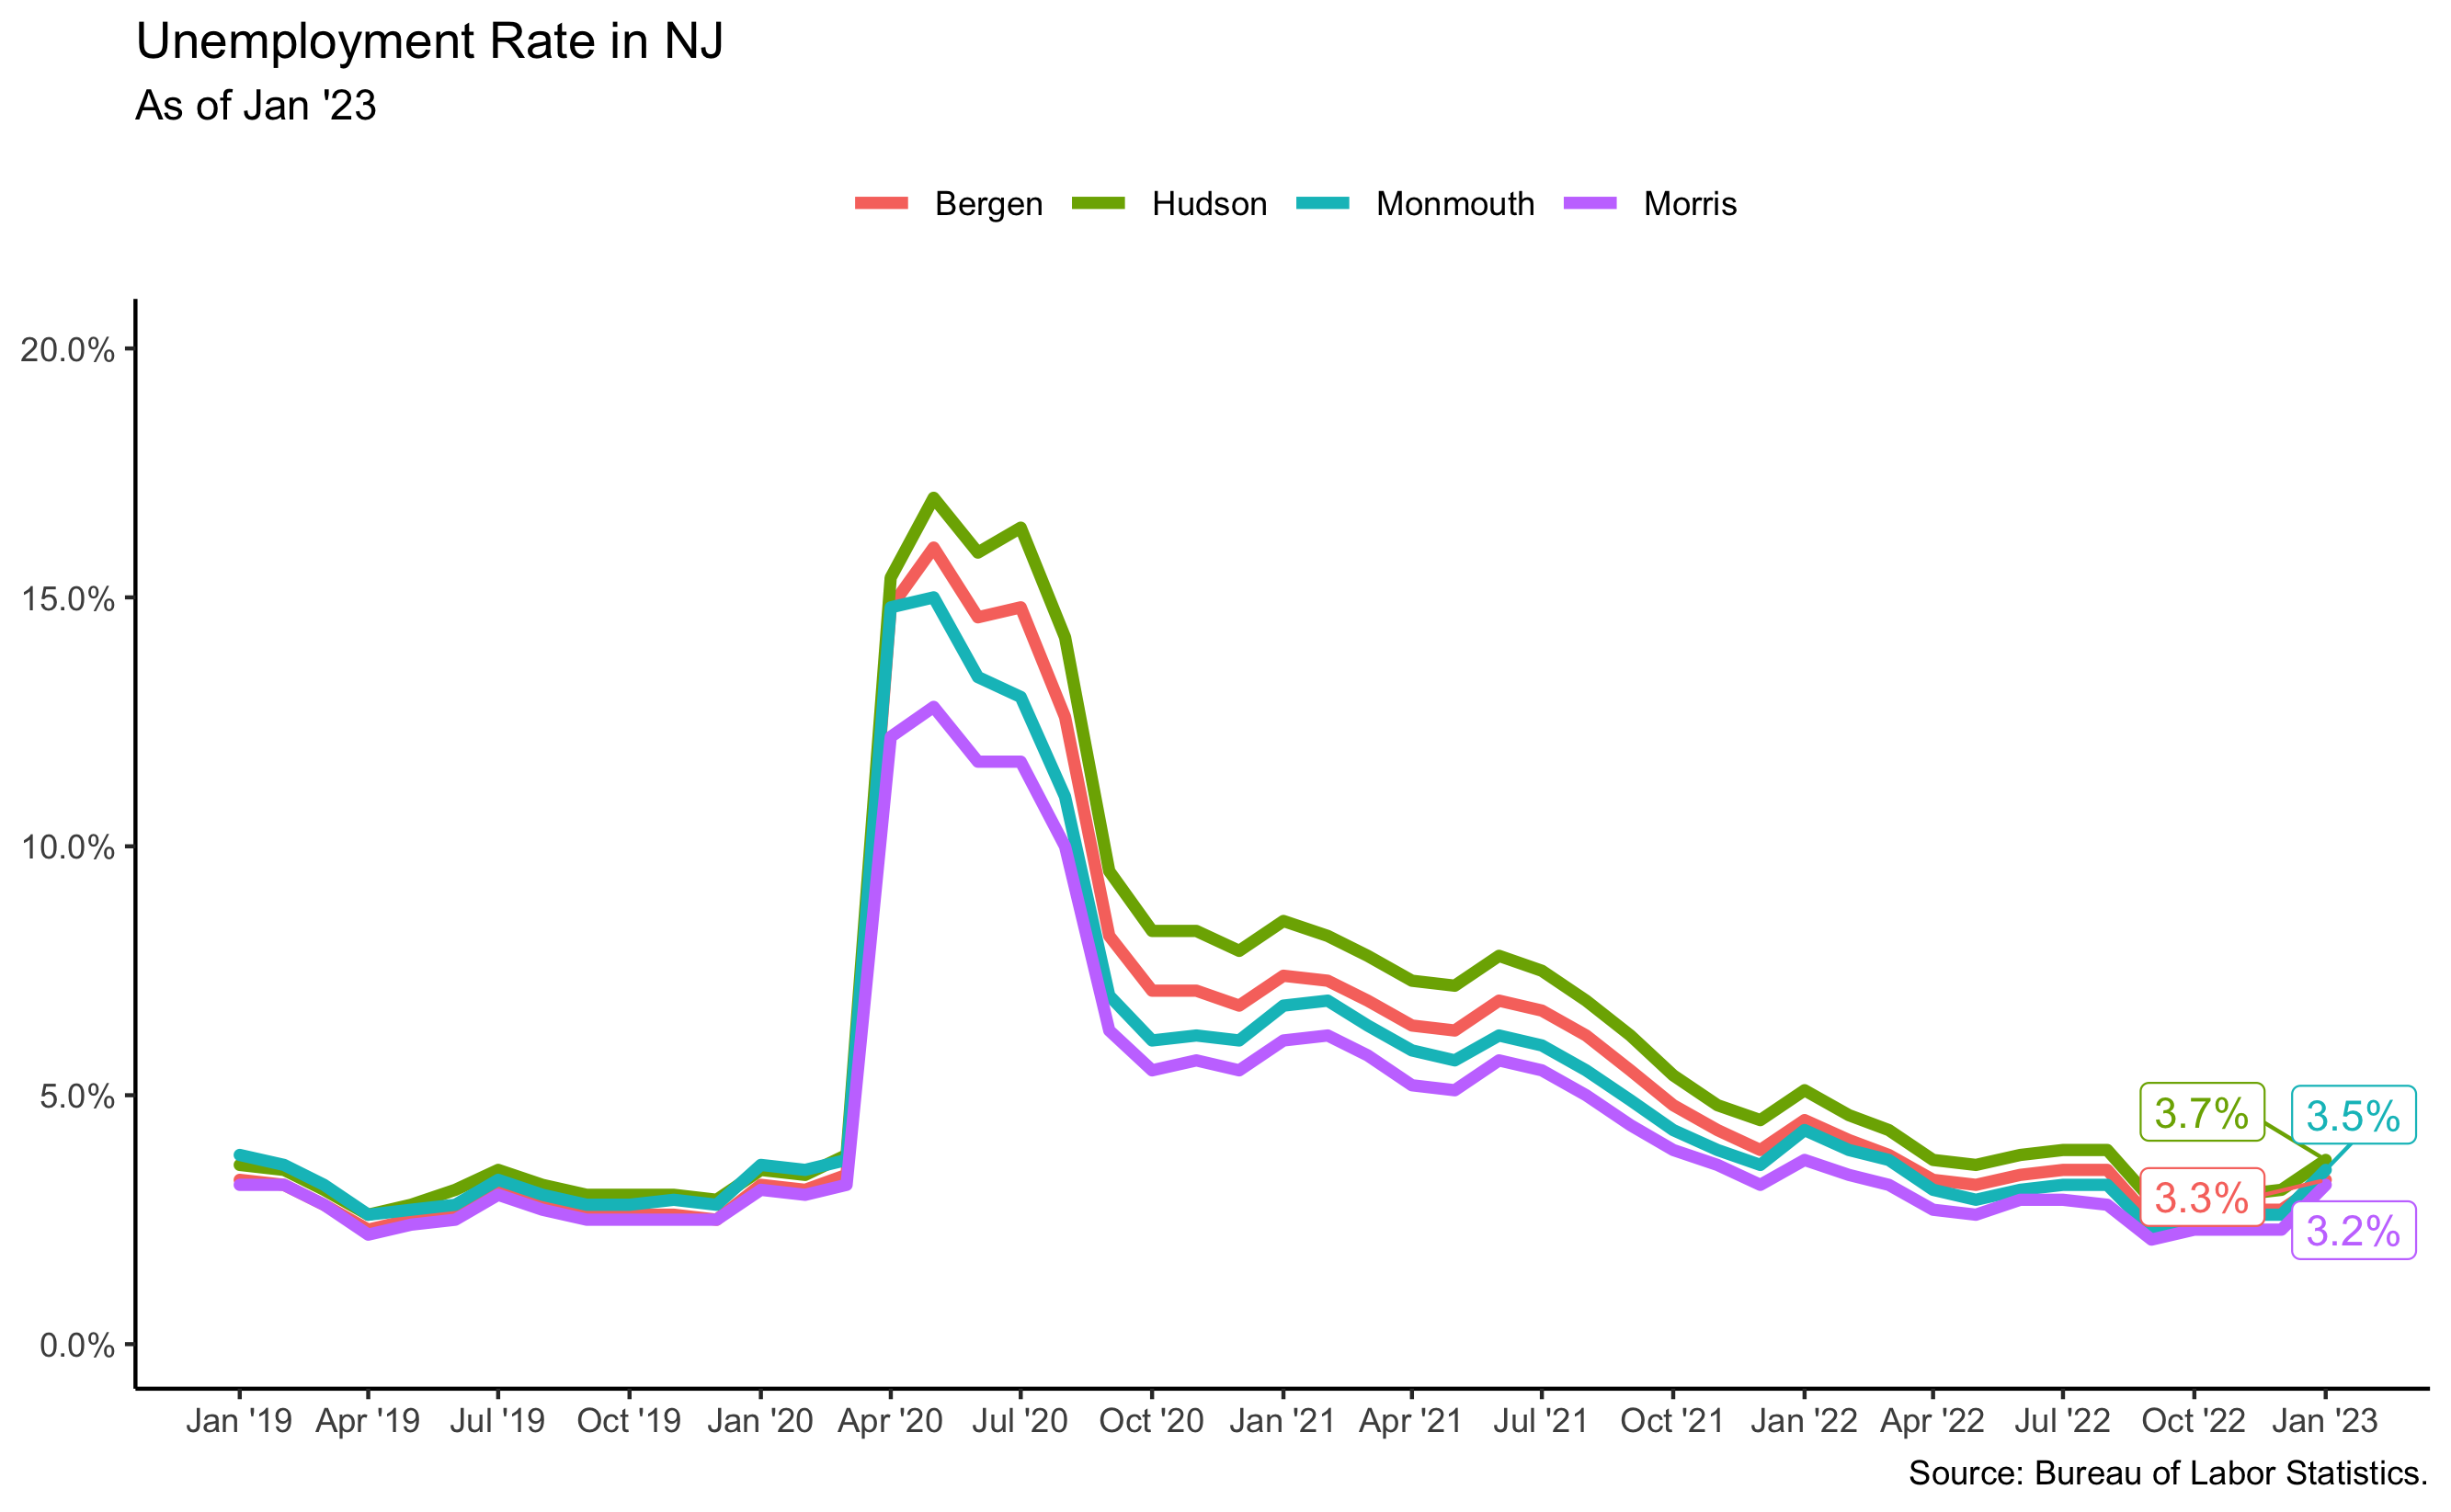 Unemployment Rate in NJ
As of Jan '23
Bergen Hudson Monmouth Morris
20.0%
15.0%
10.0%
5.0%
0.0%
3.7%
3.5%
3.3%
3.2%
Jan '19 Apr '19 Jul '19 Oct '19 Jan '20 Apr '20 Jul '20 Oct '20 Jan '21 Apr '21 Jul '21 Oct '21 Jan '22 Apr '22 Jul '22 Oct '22 Jan '23
Source: Bureau of Labor Statistics.